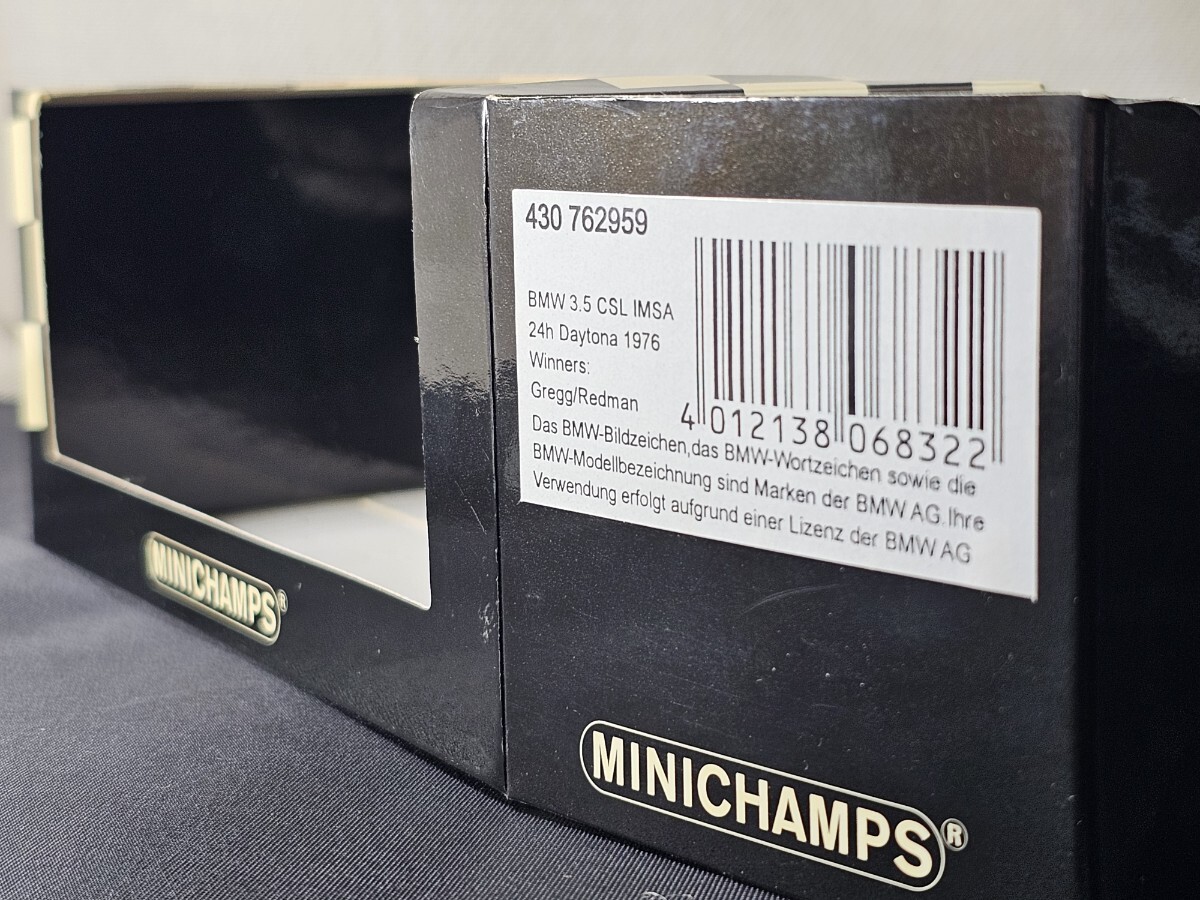 430 762959
BMW 3.5 CSL IMSA
24h Daytona 1976
Winners:
Gregg/Redman
4 012138 068322
Das BMW-Bildzeichen,das BMW-Wortzeichen sowie die
BMW-Modellbezeichnung sind Marken der BMW AG.Ihre
Verwendung erfolgt aufgrund einer Lizenz der BMW AG
MINICHAMPS®
MINICHAMPS®